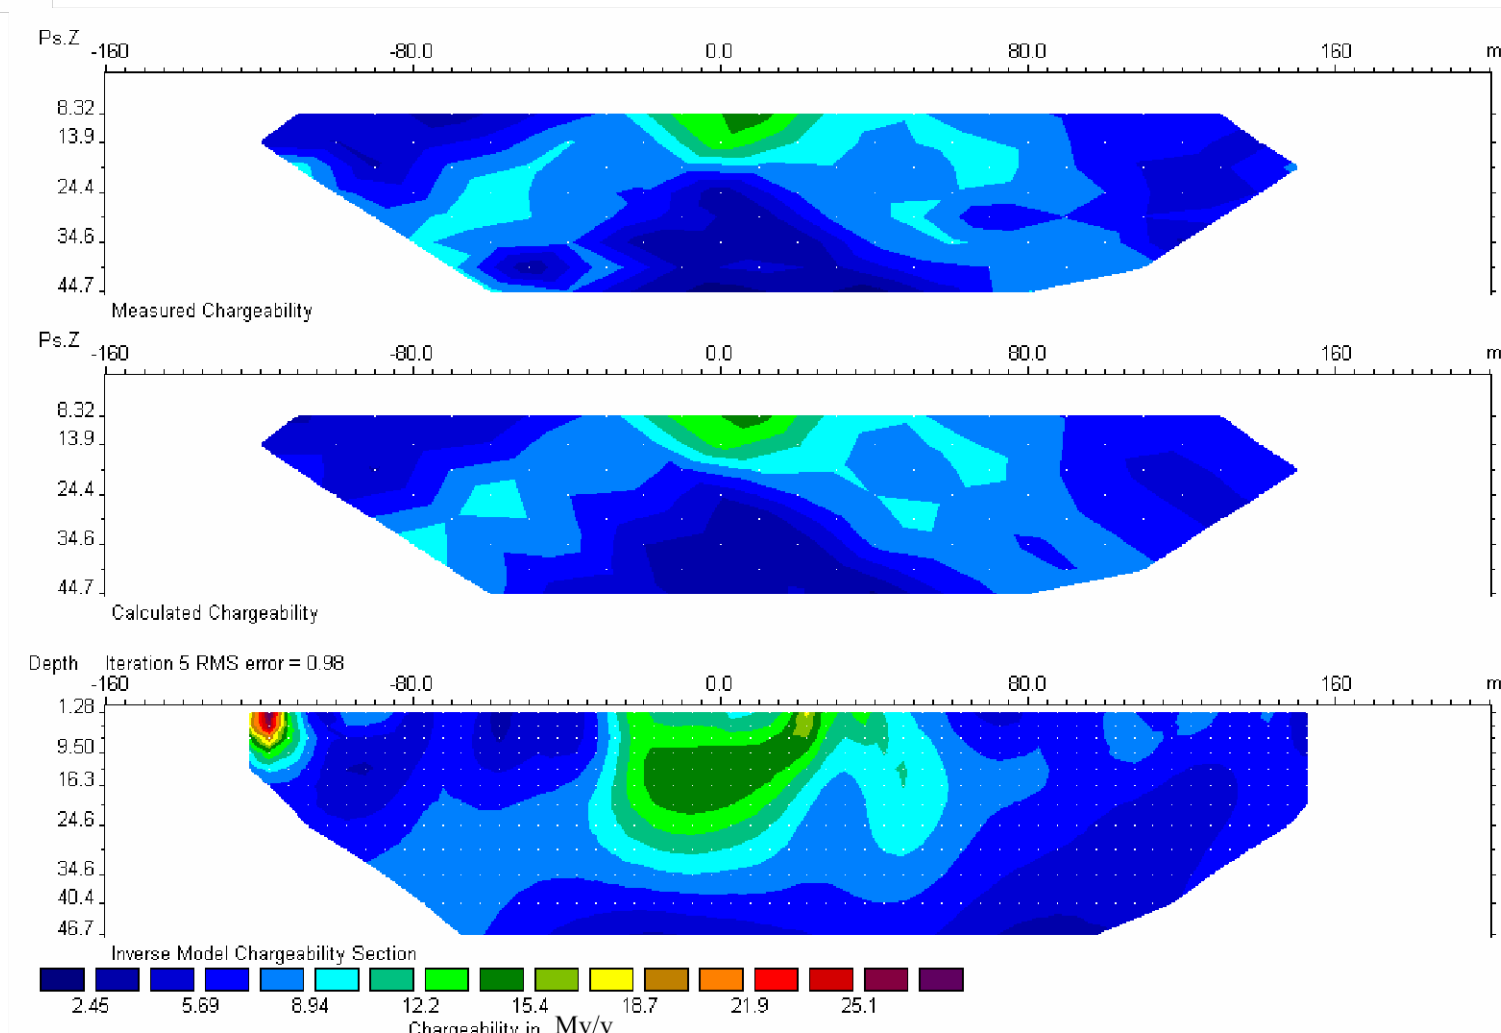 Ps.Z -160 -80.0 0.0 80.0 160 m
8.32
13.9
24.4
34.6
44.7
Measured Chargeability
Ps.Z -160 -80.0 0.0 80.0 160 m
8.32
13.9
24.4
34.6
44.7
Calculated Chargeability
Depth Iteration 5 RMS error = 0.98
-160 -80.0 0.0 80.0 160 m
1.28
9.50
16.3
24.6
34.6
40.4
46.7
Inverse Model Chargeability Section
2.45 5.69 8.94 12.2 15.4 18.7 21.9 25.1
Chargeability in Mv/v